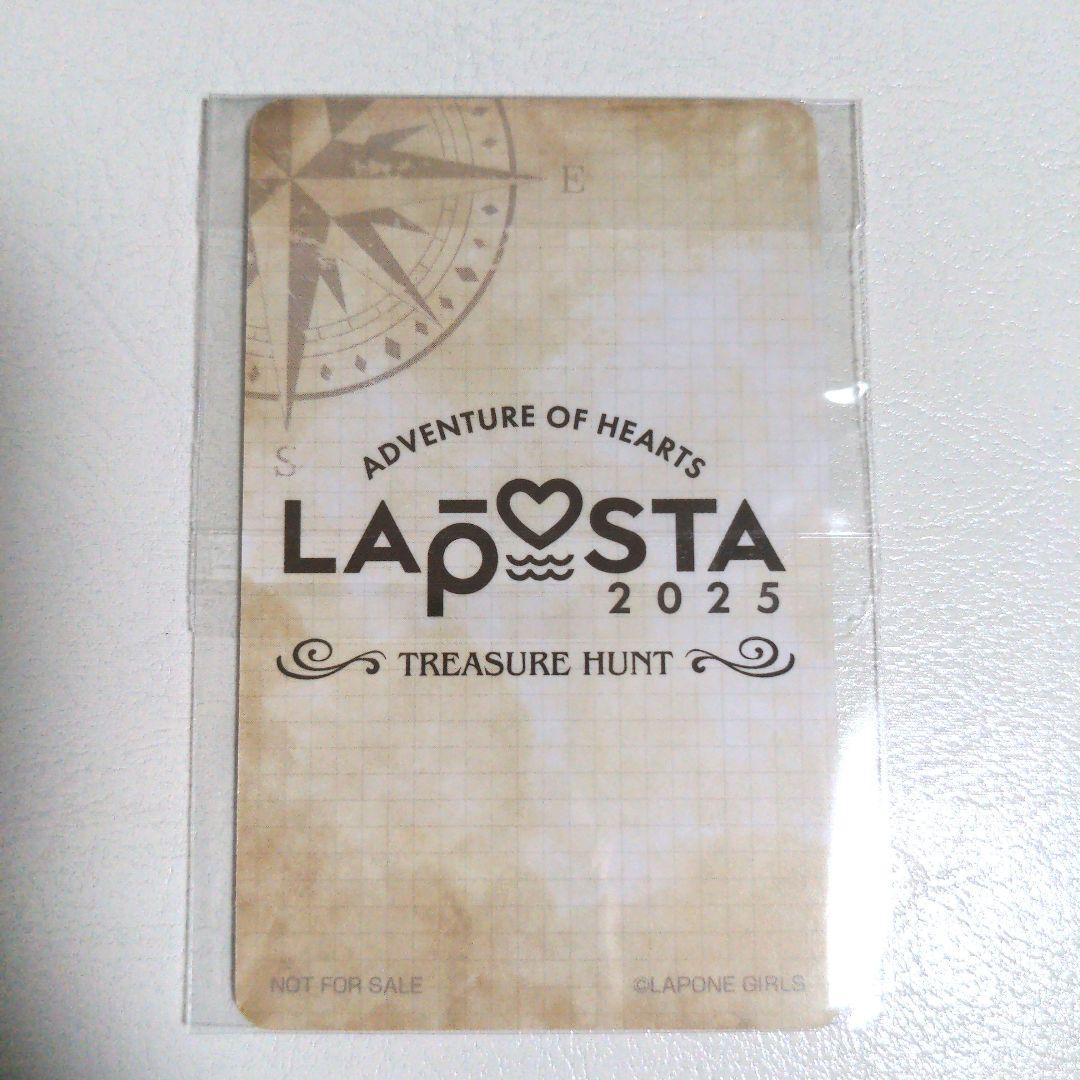 E
S
ADVENTURE OF HEARTS
LAPOSTA
2025
TREASURE HUNT
NOT FOR SALE
©LAPONE GIRLS